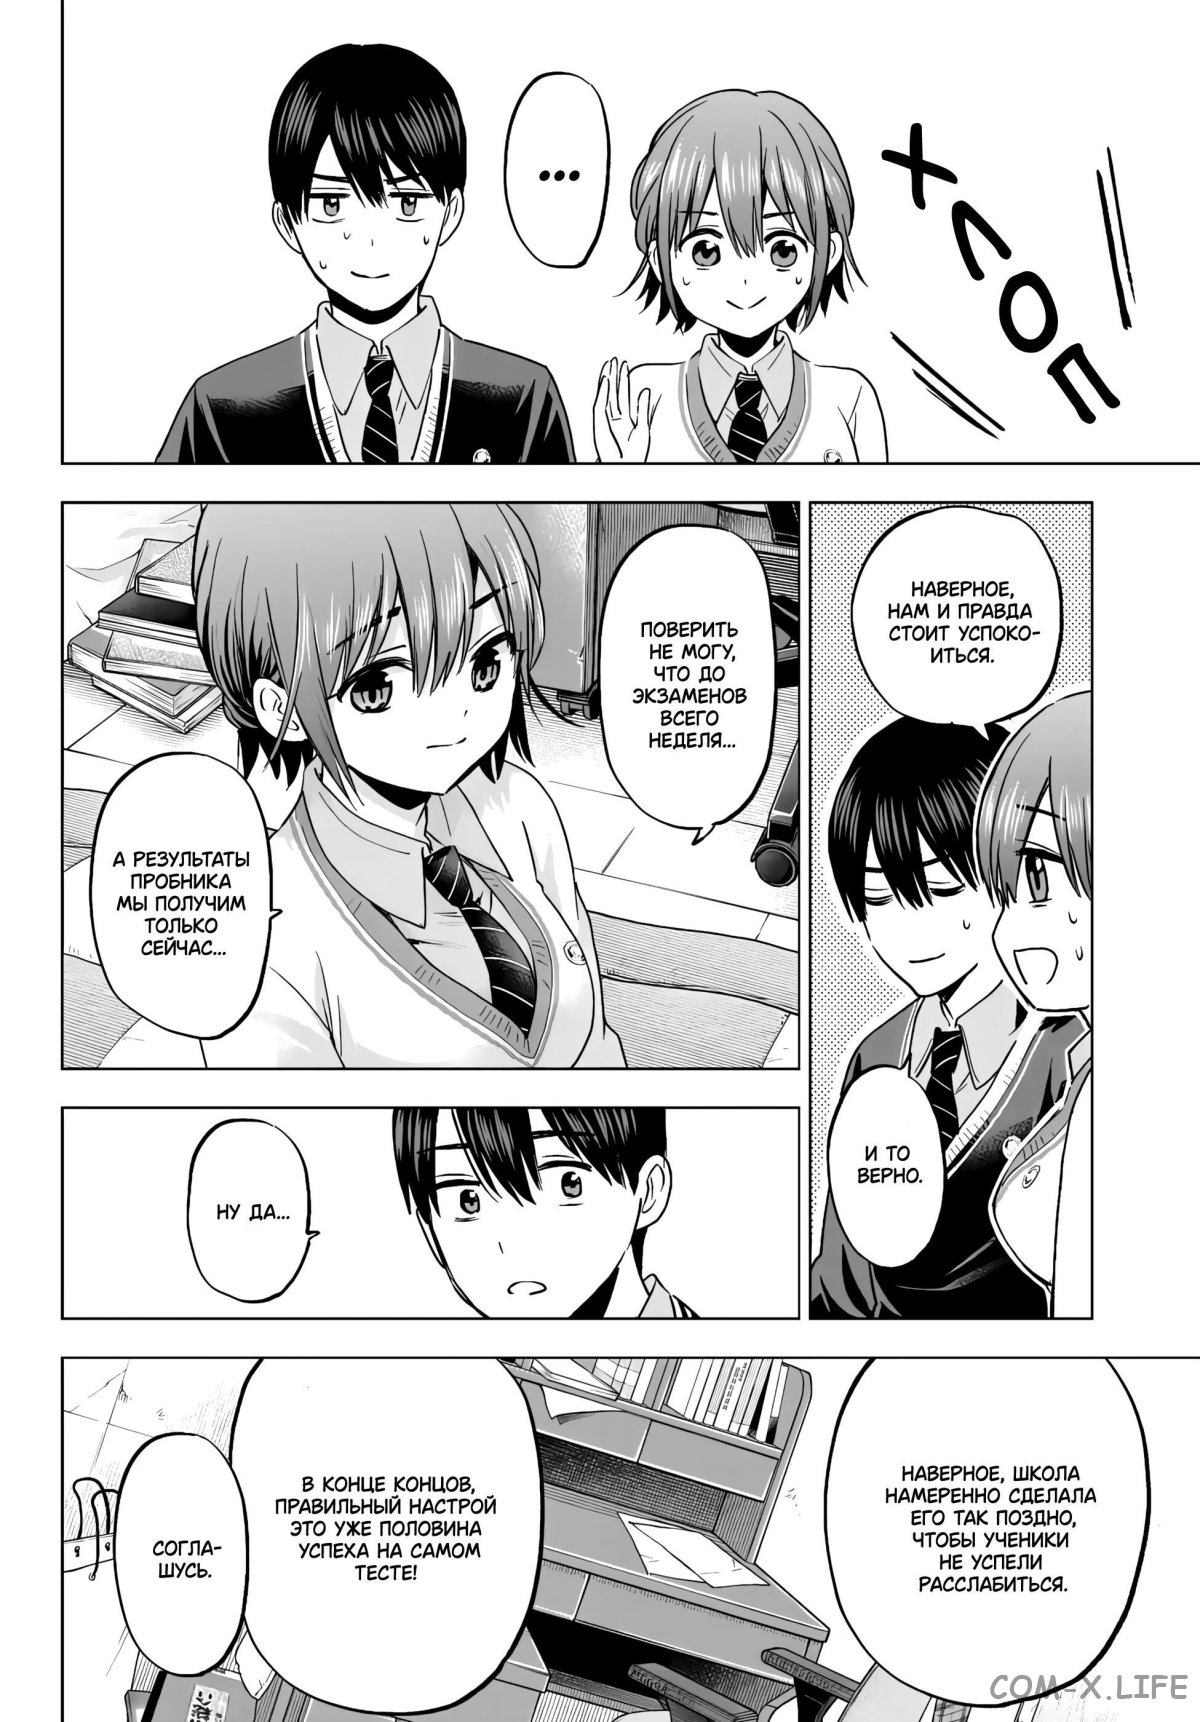 ...
ХЛОП
НАВЕРНОЕ,
НАМ И ПРАВДА
СТОИТ УСПОКО-
ИТЬСЯ.
И ТО
ВЕРНО.
ПОВЕРИТЬ
НЕ МОГУ,
ЧТО ДО
ЭКЗАМЕНОВ
ВСЕГО
НЕДЕЛЯ...
А РЕЗУЛЬТАТЫ
ПРОБНИКА
МЫ ПОЛУЧИМ
ТОЛЬКО
СЕЙЧАС...
НУ ДА...
НАВЕРНОЕ, ШКОЛА
НАМЕРЕННО СДЕЛАЛА
ЕГО ТАК ПОЗДНО,
ЧТОБЫ УЧЕНИКИ
НЕ УСПЕЛИ
РАССЛАБИТЬСЯ.
В КОНЦЕ КОНЦОВ,
ПРАВИЛЬНЫЙ НАСТРОЙ
ЭТО УЖЕ ПОЛОВИНА
УСПЕХА НА САМОМ
ТЕСТЕ!
СОГЛА-
ШУСЬ.
COM-X.LIFE